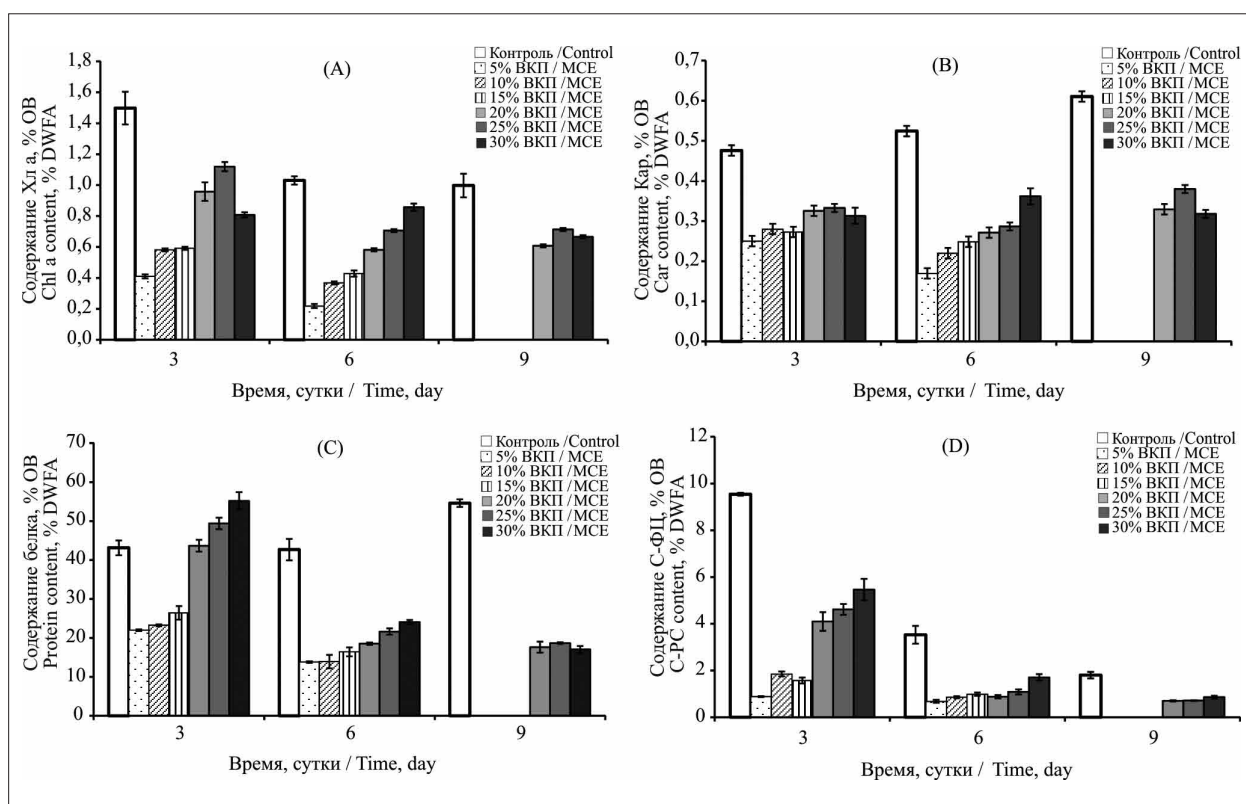 (A)
Содержание Хл а, % ОВ
Chl a content, % DWFA
1,8
1,6
1,4
1,2
1,0
0,8
0,6
0,4
0,2
0,0
Контроль /Control
5% ВКП / MCE
10% ВКП / MCE
15% ВКП / MCE
20% ВКП / MCE
25% ВКП / MCE
30% ВКП / MCE
3
6
9
Время, сутки / Time, day
(B)
Содержание Кар, % ОВ
Car content, % DWFA
0,7
0,6
0,5
0,4
0,3
0,2
0,1
0,0
Контроль /Control
5% ВКП / MCE
10% ВКП / MCE
15% ВКП / MCE
20% ВКП / MCE
25% ВКП / MCE
30% ВКП / MCE
3
6
9
Время, сутки / Time, day
(C)
Содержание белка, % ОВ
Protein content, % DWFA
70
60
50
40
30
20
10
0
Контроль /Control
5% ВКП / MCE
10% ВКП / MCE
15% ВКП / MCE
20% ВКП / MCE
25% ВКП / MCE
30% ВКП / MCE
3
6
9
Время, сутки / Time, day
(D)
Содержание С-ФЦ, % ОВ
C-PC content, % DWFA
12
10
8
6
4
2
0
Контроль /Control
5% ВКП / MCE
10% ВКП / MCE
15% ВКП / MCE
20% ВКП / MCE
25% ВКП / MCE
30% ВКП / MCE
3
6
9
Время, сутки / Time, day